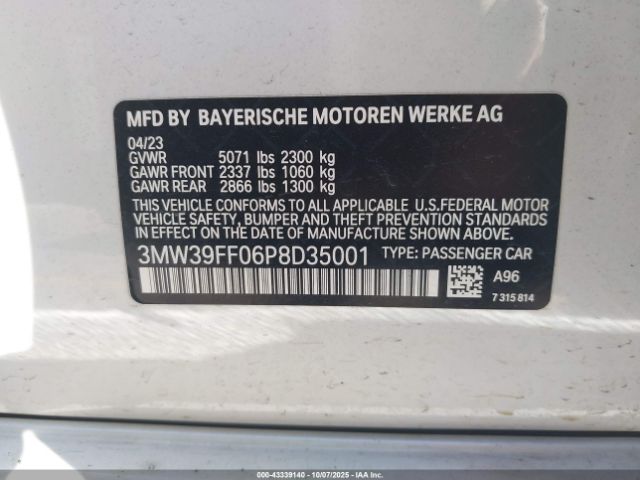 MFD BY BAYERISCHE MOTOREN WERKE AG
04/23
GVWR 5071 lbs 2300 kg
GAWR FRONT 2337 lbs 1060 kg
GAWR REAR 2866 lbs 1300 kg
THIS VEHICLE CONFORMS TO ALL APPLICABLE U.S.FEDERAL MOTOR
VEHICLE SAFETY, BUMPER AND THEFT PREVENTION STANDARDS
IN EFFECT ON THE DATE OF MANUFACTURE SHOWN ABOVE.
3MW39FF06P8D35001 TYPE: PASSENGER CAR
A96
7 315 814
000-43339140 - 10/07/2025 - Copyright © IAA, LLC